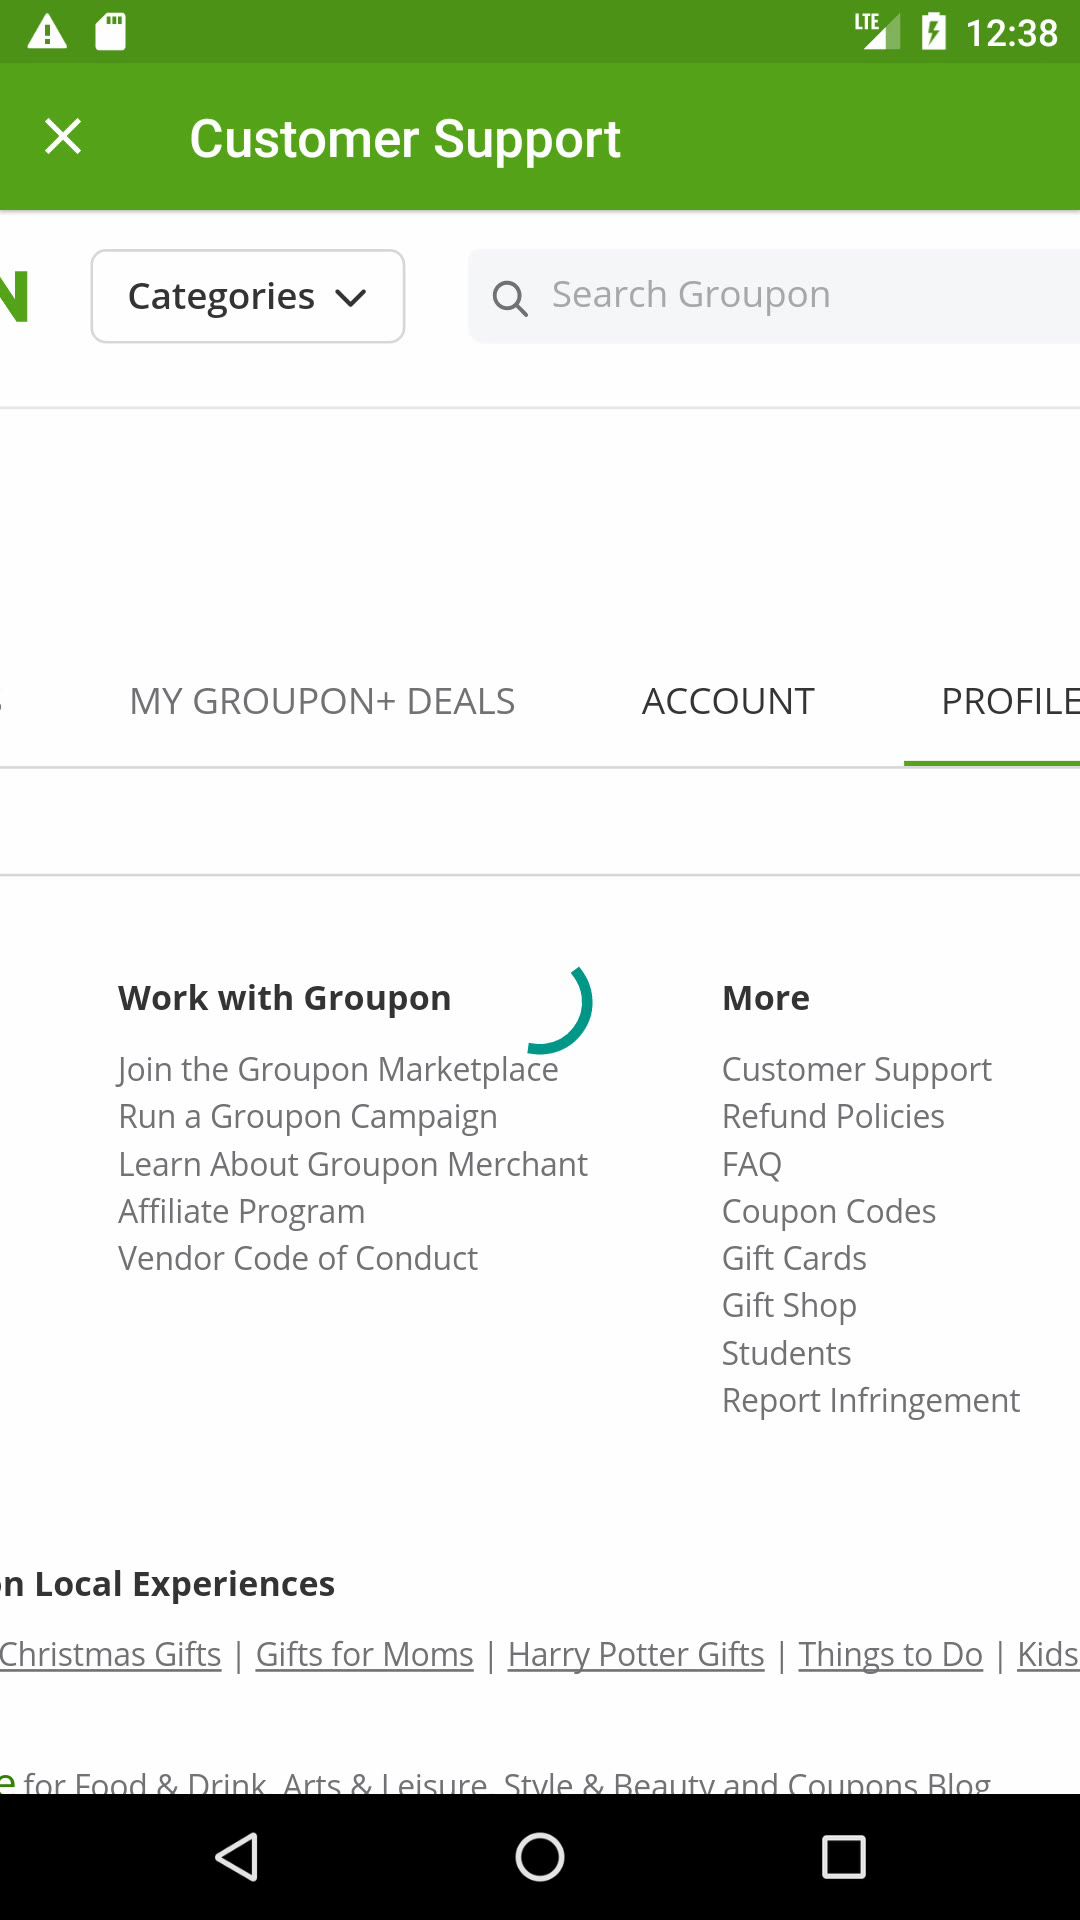 LTE 12:38
Customer Support
N Categories Search Groupon
MY GROUPON+ DEALS ACCOUNT PROFILE
Work with Groupon
Join the Groupon Marketplace
Run a Groupon Campaign
Learn About Groupon Merchant
Affiliate Program
Vendor Code of Conduct
More
Customer Support
Refund Policies
FAQ
Coupon Codes
Gift Cards
Gift Shop
Students
Report Infringement
on Local Experiences
Christmas Gifts | Gifts for Moms | Harry Potter Gifts | Things to Do | Kids
e for Food & Drink, Arts & Leisure, Style & Beauty and Coupons Blog